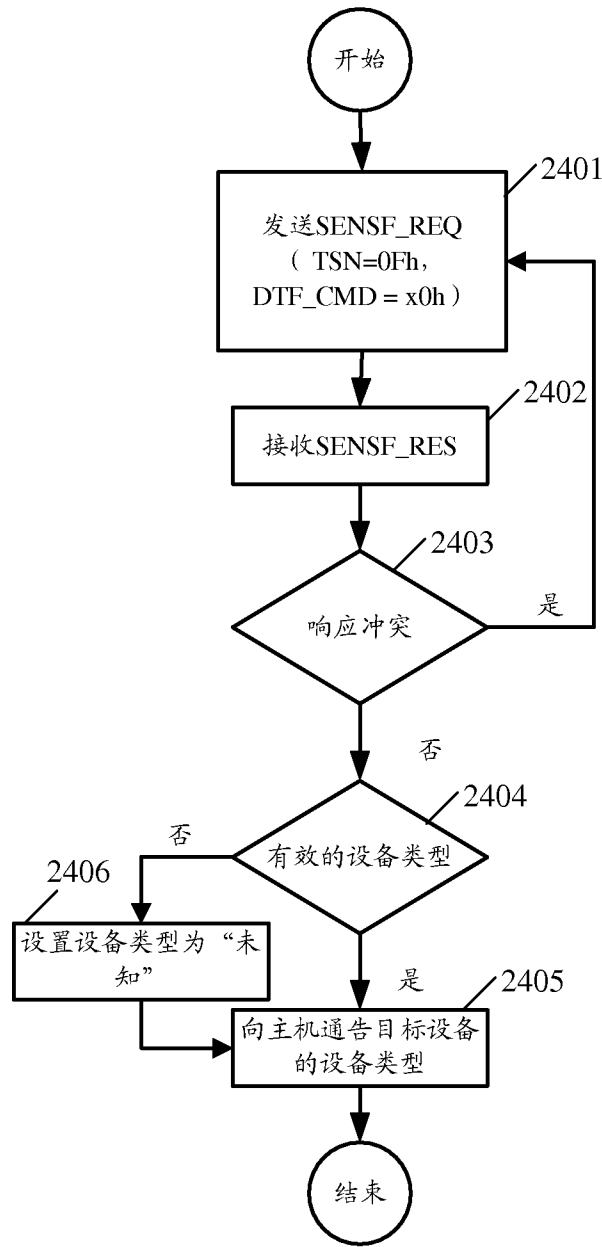 开始
2401
发送SENSF_REQ
( TSN=0Fh,
DTF_CMD = x0h )
2402
接收SENSF_RES
2403
响应冲突
是
否
2404
有效的设备类型
否
2406
设置设备类型为“未
知”
是
2405
向主机通告目标设备
的设备类型
结束